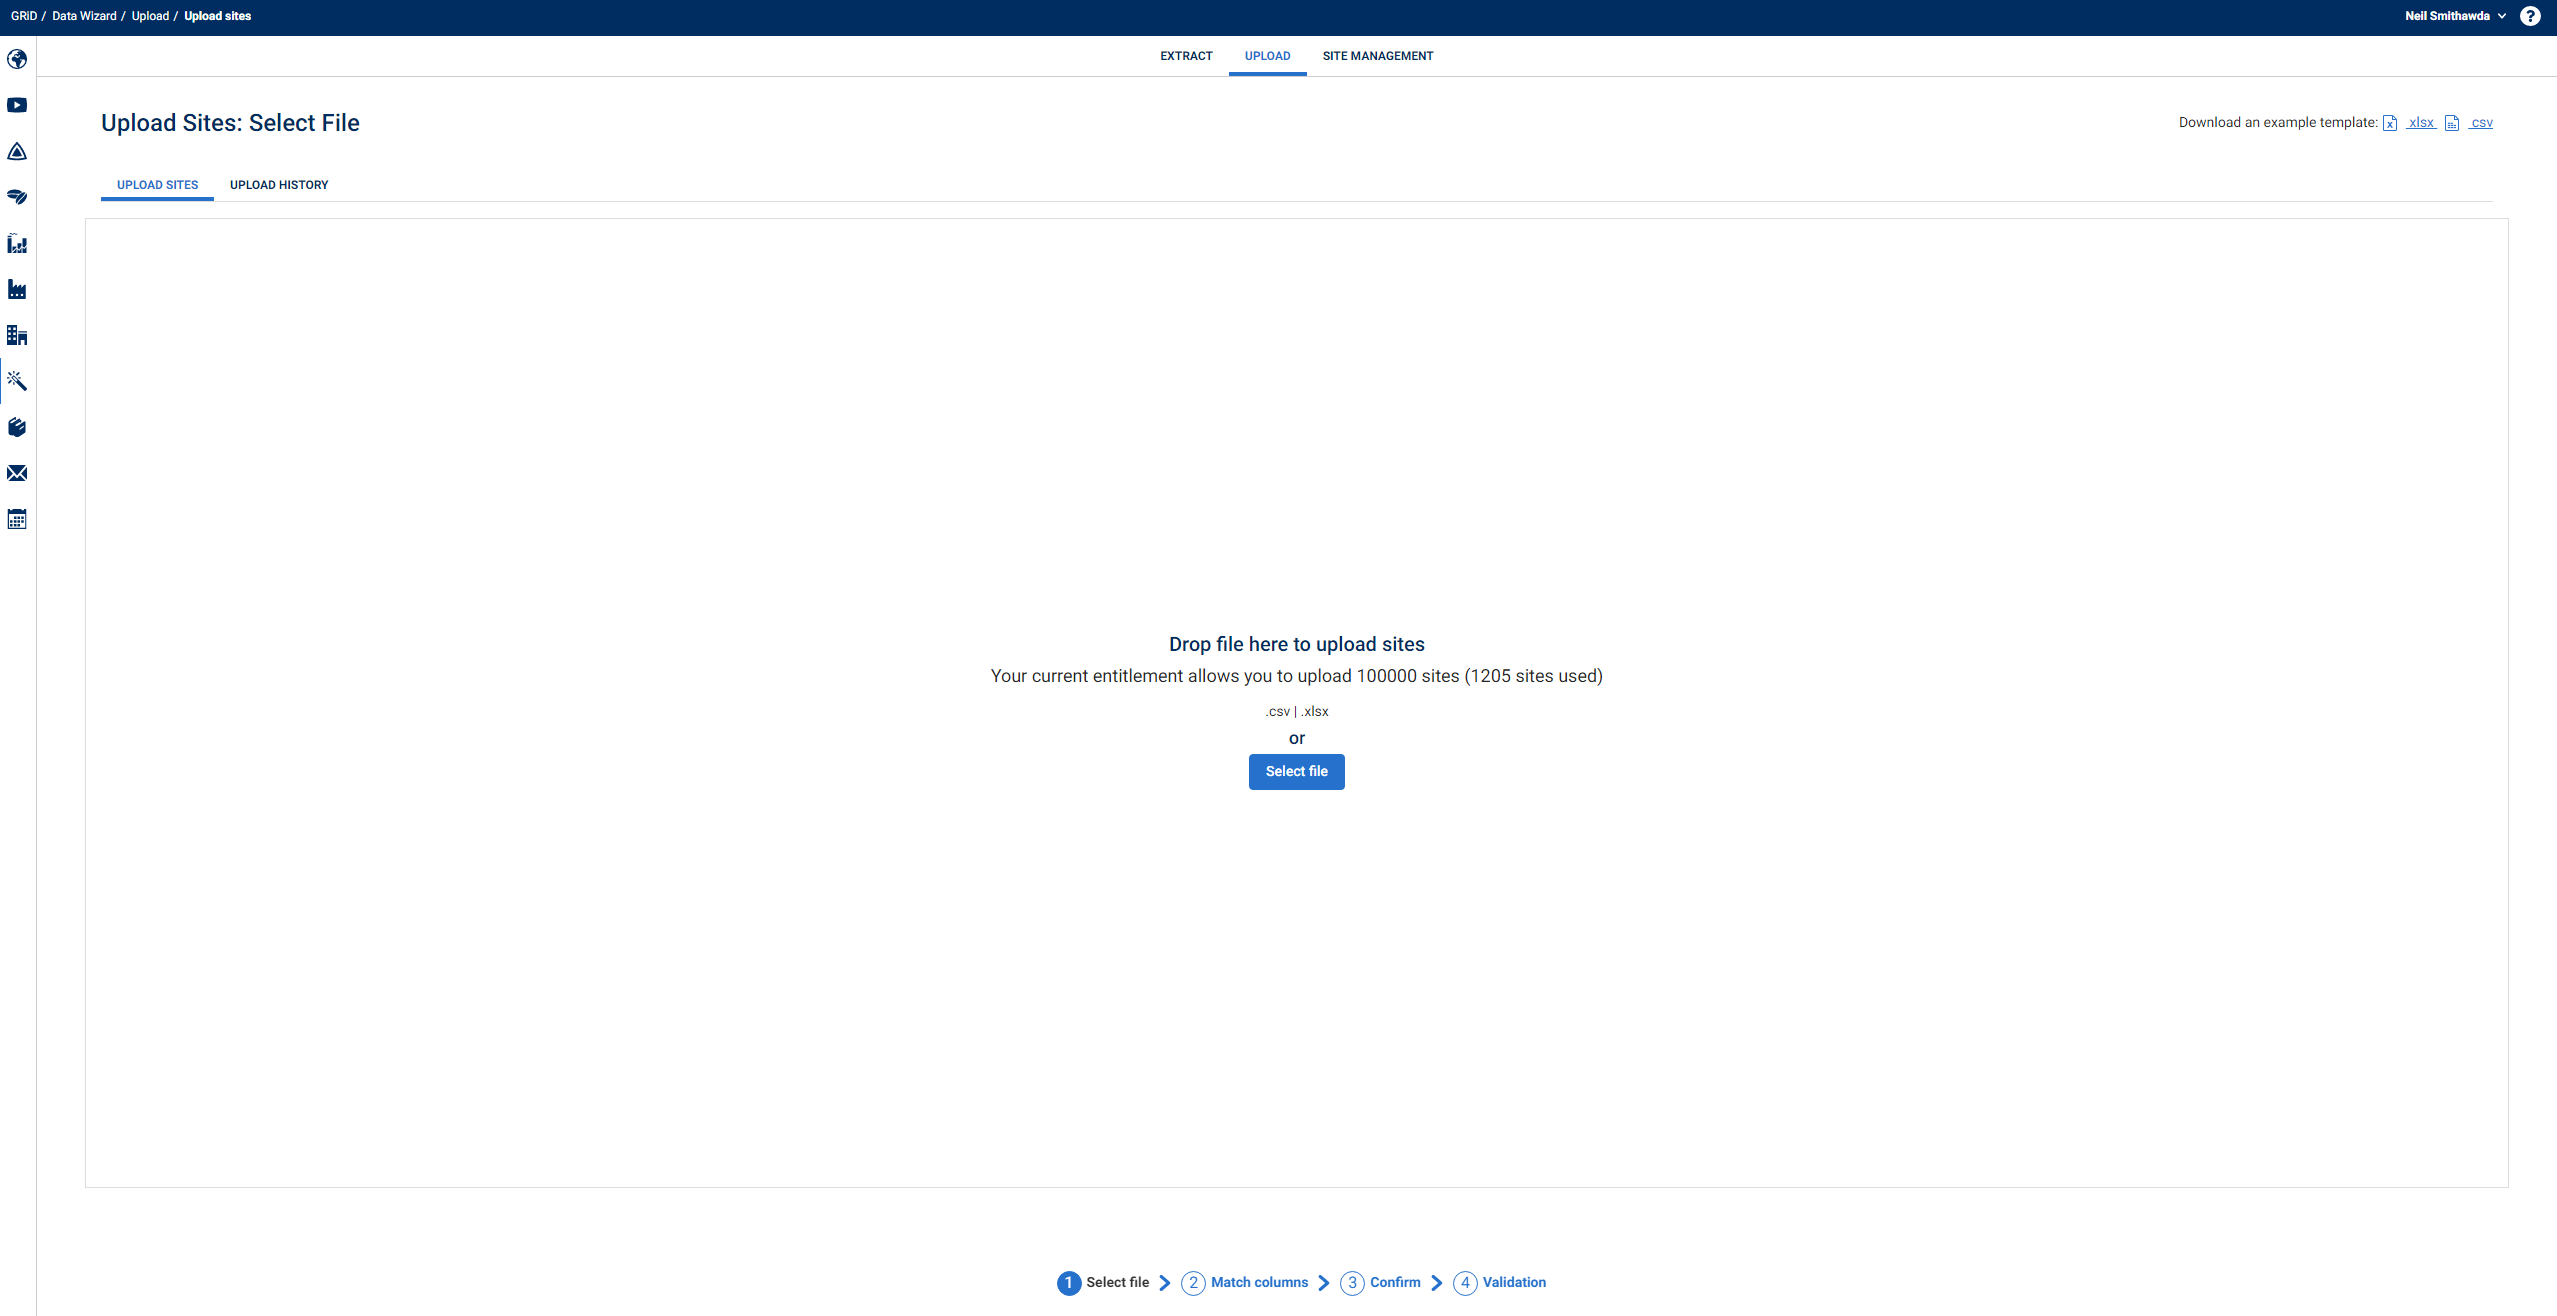 GRID / Data Wizard / Upload / Upload sites
Neil Smithawda
?
EXTRACT UPLOAD SITE MANAGEMENT
Upload Sites: Select File
Download an example template: .xlsx .csv
UPLOAD SITES UPLOAD HISTORY
Drop file here to upload sites
Your current entitlement allows you to upload 100000 sites (1205 sites used)
.csv | .xlsx
or
Select file
1 Select file 2 Match columns 3 Confirm 4 Validation